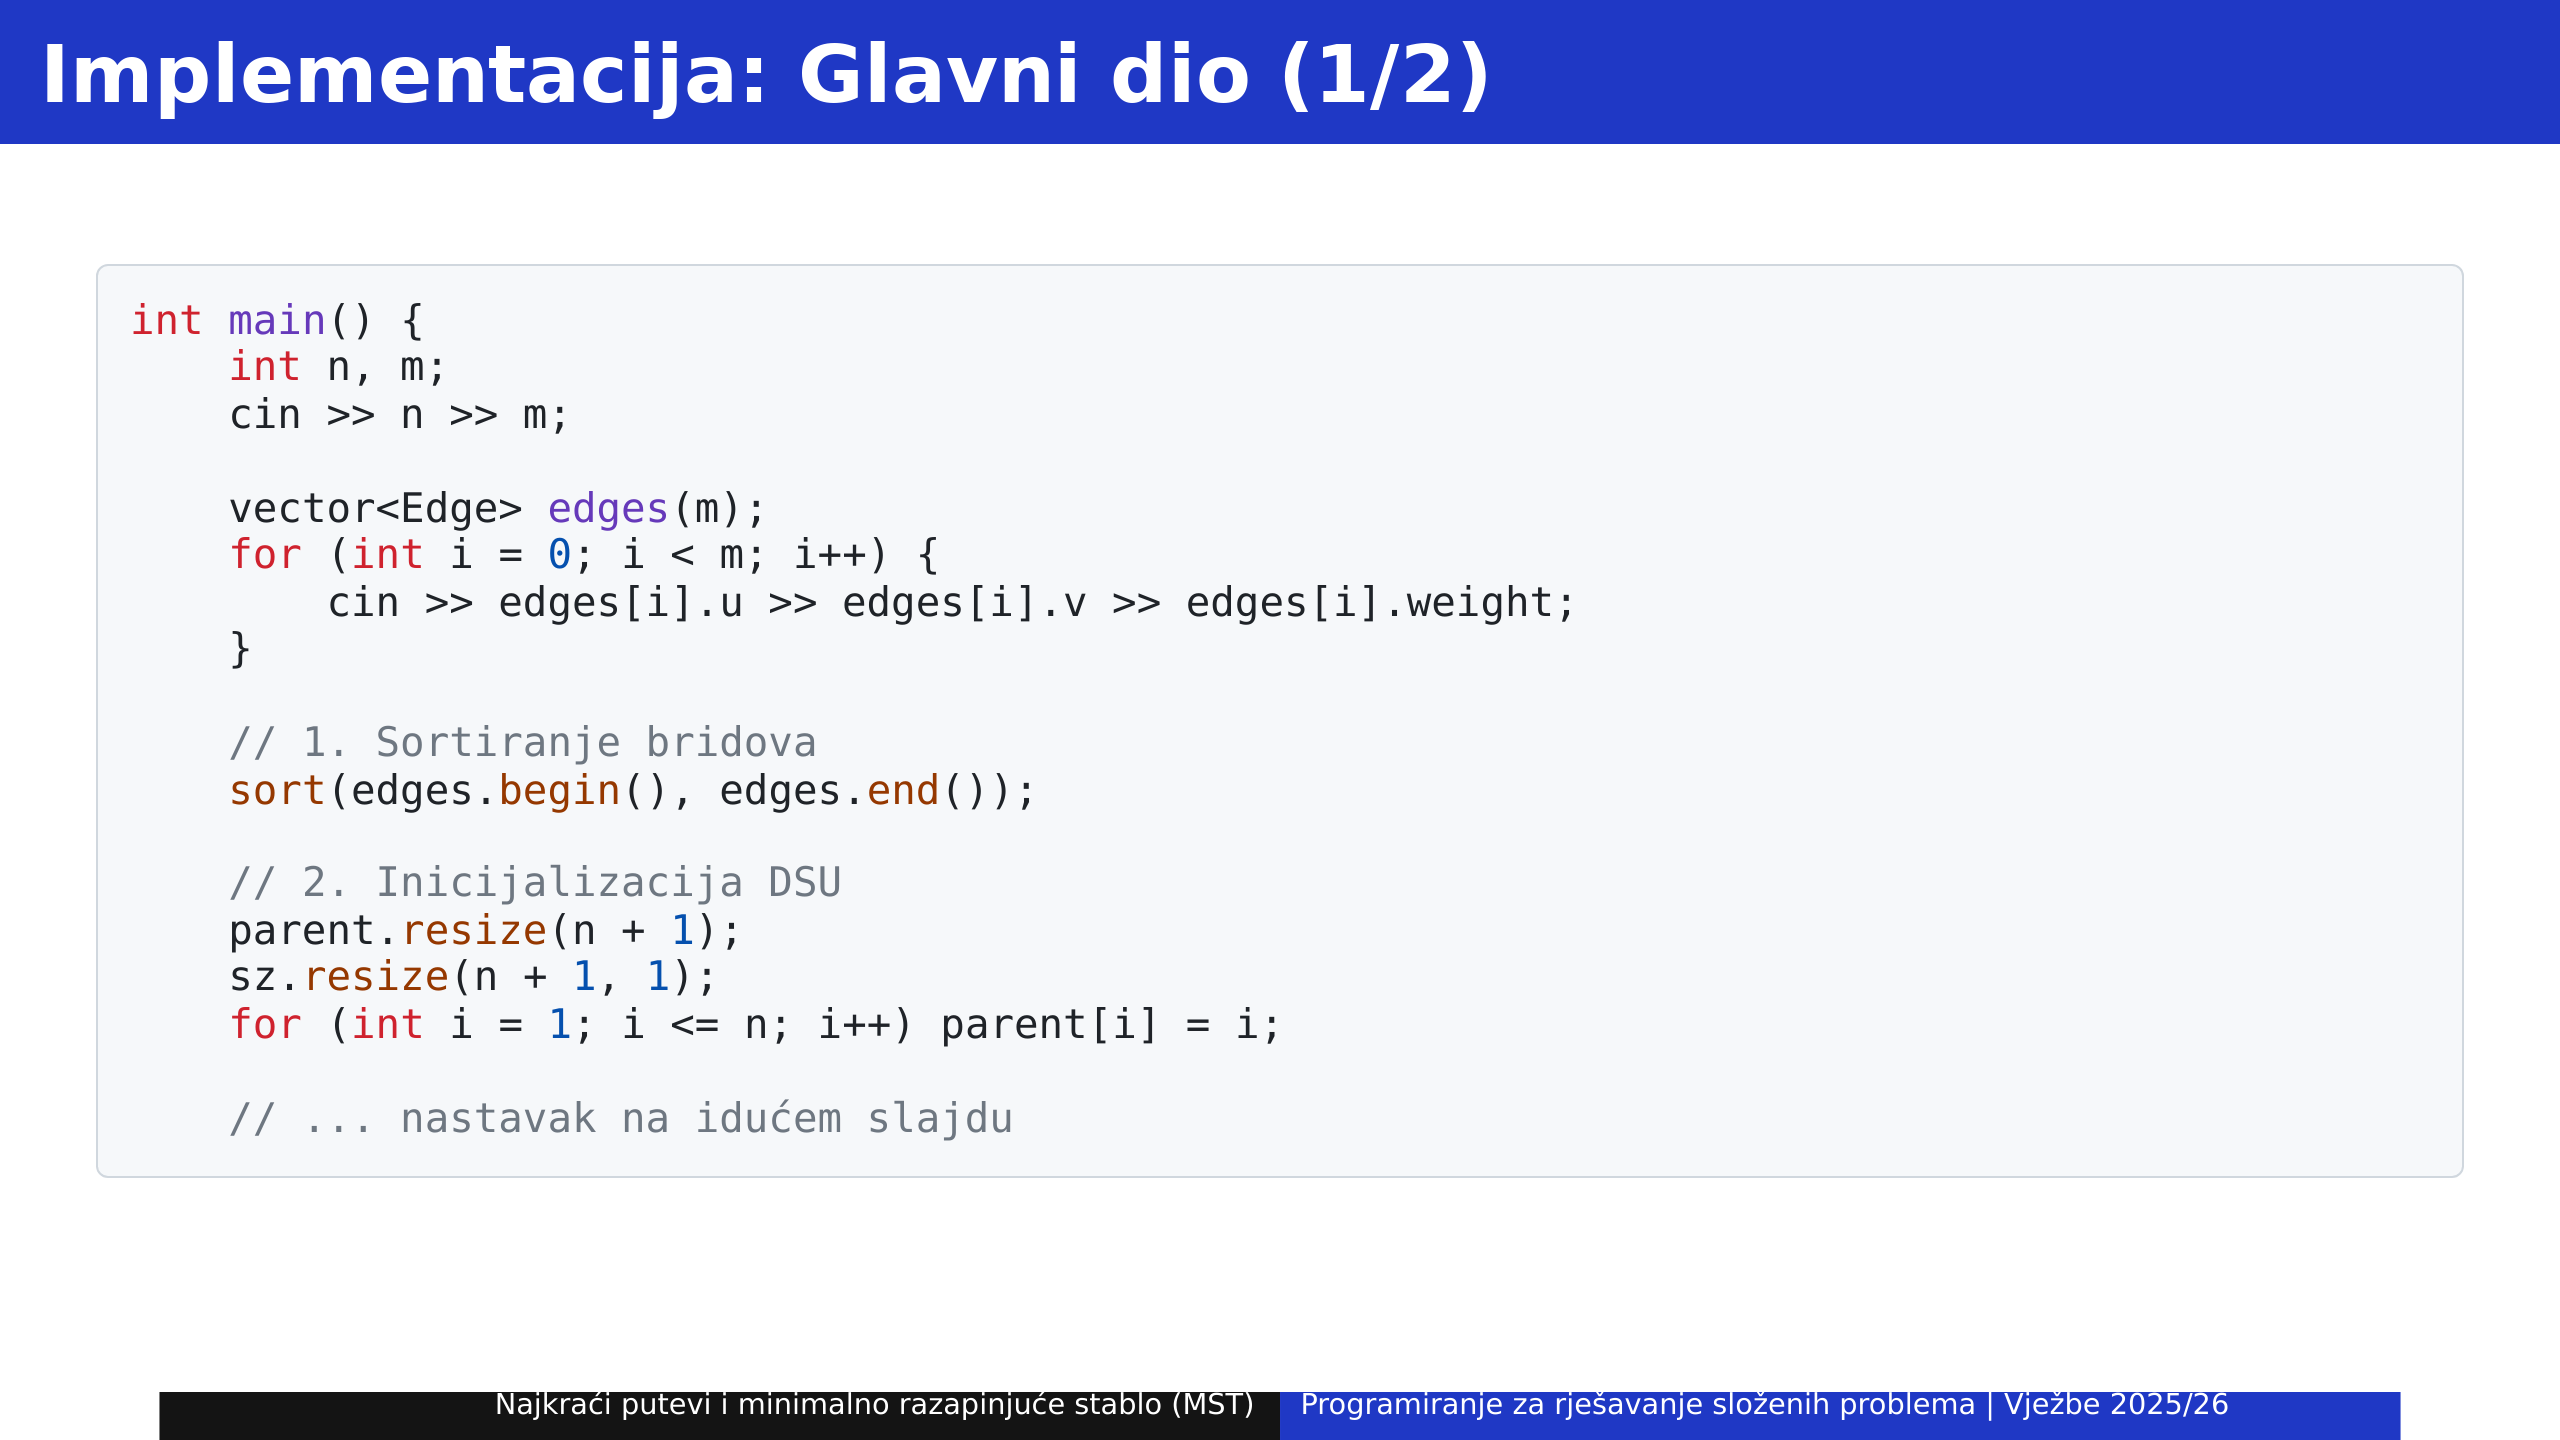 Implementacija: Glavni dio (1/2)
int main() {
    int n, m;
    cin >> n >> m;

    vector<Edge> edges(m);
    for (int i = 0; i < m; i++) {
        cin >> edges[i].u >> edges[i].v >> edges[i].weight;
    }

    // 1. Sortiranje bridova
    sort(edges.begin(), edges.end());

    // 2. Inicijalizacija DSU
    parent.resize(n + 1);
    sz.resize(n + 1, 1);
    for (int i = 1; i <= n; i++) parent[i] = i;

    // ... nastavak na idućem slajdu
Najkraći putevi i minimalno razapinjuće stablo (MST)
Programiranje za rješavanje složenih problema | Vježbe 2025/26